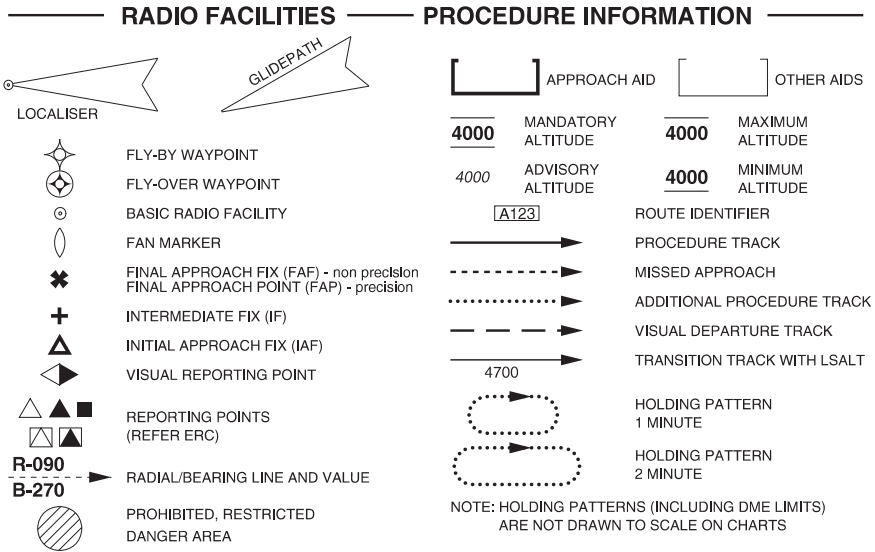 RADIO FACILITIES
LOCALISER
GLIDEPATH
FLY-BY WAYPOINT
FLY-OVER WAYPOINT
BASIC RADIO FACILITY
FAN MARKER
FINAL APPROACH FIX (FAF) - non precision
FINAL APPROACH POINT (FAP) - precision
INTERMEDIATE FIX (IF)
INITIAL APPROACH FIX (IAF)
VISUAL REPORTING POINT
REPORTING POINTS
(REFER ERC)
R-090
B-270
RADIAL/BEARING LINE AND VALUE
PROHIBITED, RESTRICTED
DANGER AREA
PROCEDURE INFORMATION
APPROACH AID
OTHER AIDS
4000
MANDATORY
ALTITUDE
4000
MAXIMUM
ALTITUDE
4000
ADVISORY
ALTITUDE
4000
MINIMUM
ALTITUDE
A123
ROUTE IDENTIFIER
PROCEDURE TRACK
MISSED APPROACH
ADDITIONAL PROCEDURE TRACK
VISUAL DEPARTURE TRACK
4700
TRANSITION TRACK WITH LSALT
HOLDING PATTERN
1 MINUTE
HOLDING PATTERN
2 MINUTE
NOTE: HOLDING PATTERNS (INCLUDING DME LIMITS)
ARE NOT DRAWN TO SCALE ON CHARTS